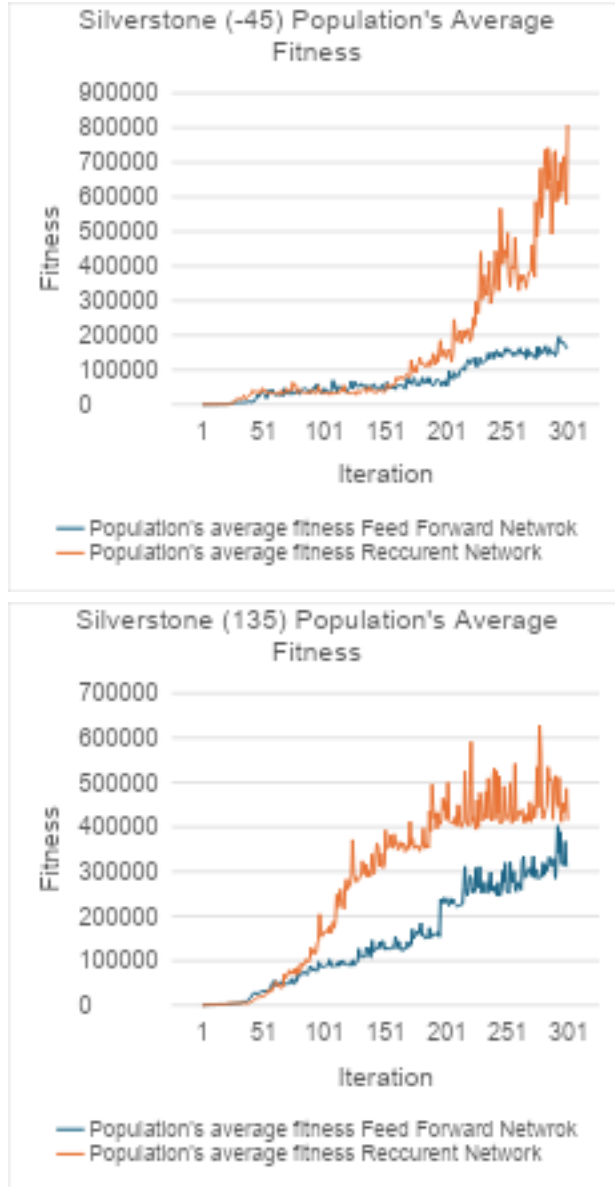 Silverstone (-45) Population's Average
Fitness
900000
800000
700000
600000
500000
400000
300000
200000
100000
0
Fitness
1 51 101 151 201 251 301
Iteration
Population's average fitness Feed Forward Netwrok
Population's average fitness Reccurent Network
Silverstone (135) Population's Average
Fitness
700000
600000
500000
400000
300000
200000
100000
0
Fitness
1 51 101 151 201 251 301
Iteration
Population's average fitness Feed Forward Netwrok
Population's average fitness Reccurent Network